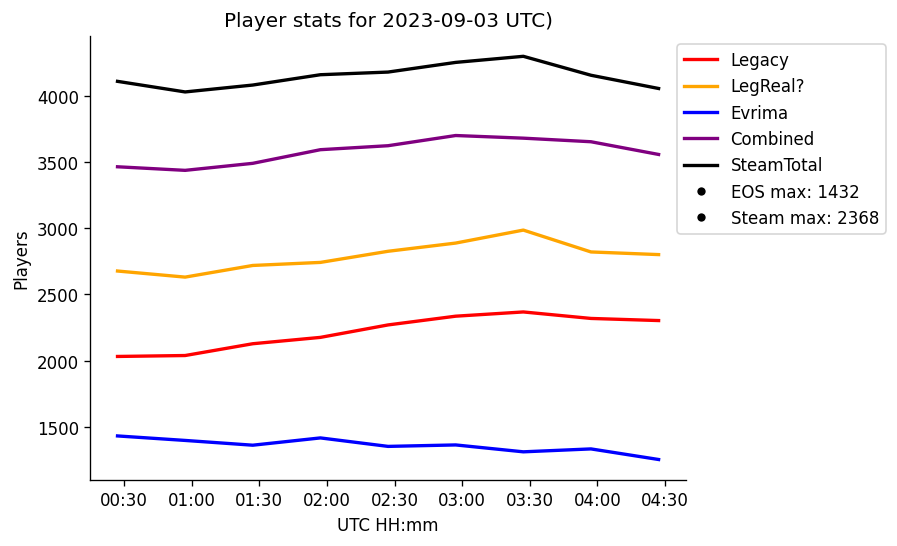 Player stats for 2023-09-03 UTC)
Legacy
LegReal?
Evrima
Combined
SteamTotal
EOS max: 1432
Steam max: 2368
Players
4000
3500
3000
2500
2000
1500
00:30 01:00 01:30 02:00 02:30 03:00 03:30 04:00 04:30
UTC HH:mm